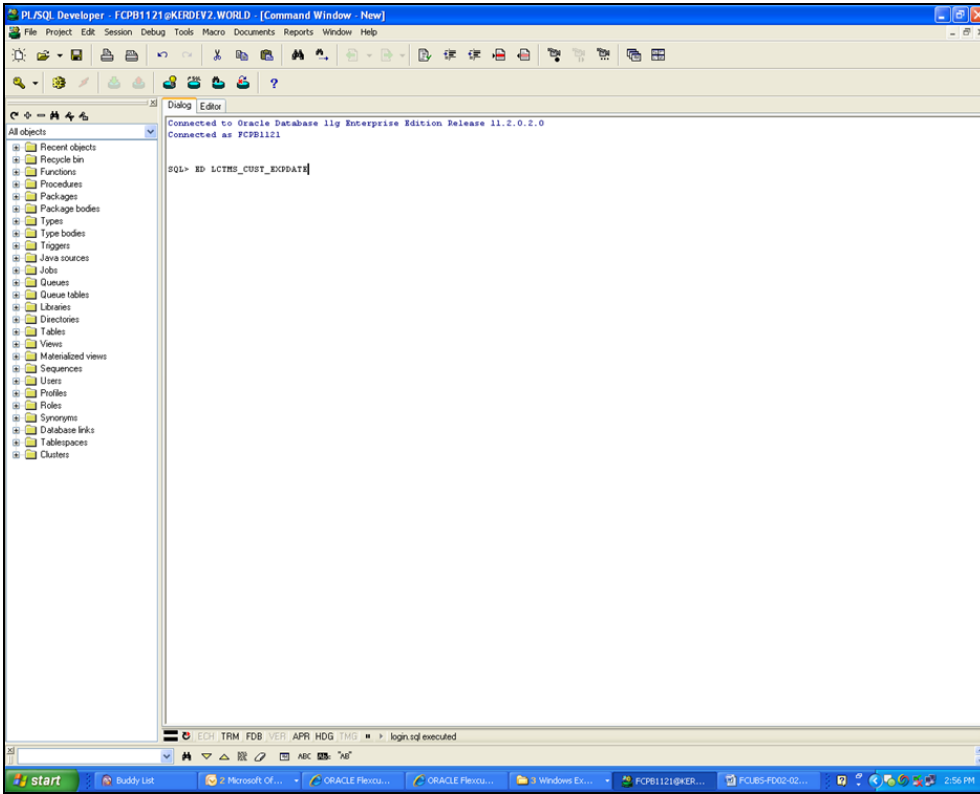 PL/SQL Developer - FCPB1121@KERDEV2.WORLD - [Command Window - New]
File Project Edit Session Debug Tools Macro Documents Reports Window Help
Dialog Editor
All objects
Recent objects
Recycle bin
Functions
Procedures
Packages
Package bodies
Types
Type bodies
Triggers
Java sources
Jobs
Queues
Queue tables
Libraries
Directories
Tables
Views
Materialized views
Sequences
Users
Profiles
Roles
Synonyms
Database links
Tablespaces
Clusters
Connected to Oracle Database 11g Enterprise Edition Release 11.2.0.2.0
Connected as FCPB1121
SQL> ED LCTMS_CUST_EXPDATE
ECH TRM FDB VER APR HDG TMG login.sql executed
ABC "AB"
start Buddy List 2 Microsoft Of... ORACLE Flexcu... ORACLE Flexcu... 3 Windows Ex... FCPB1121@KER... FCUBS-FD02-02... 2:56 PM